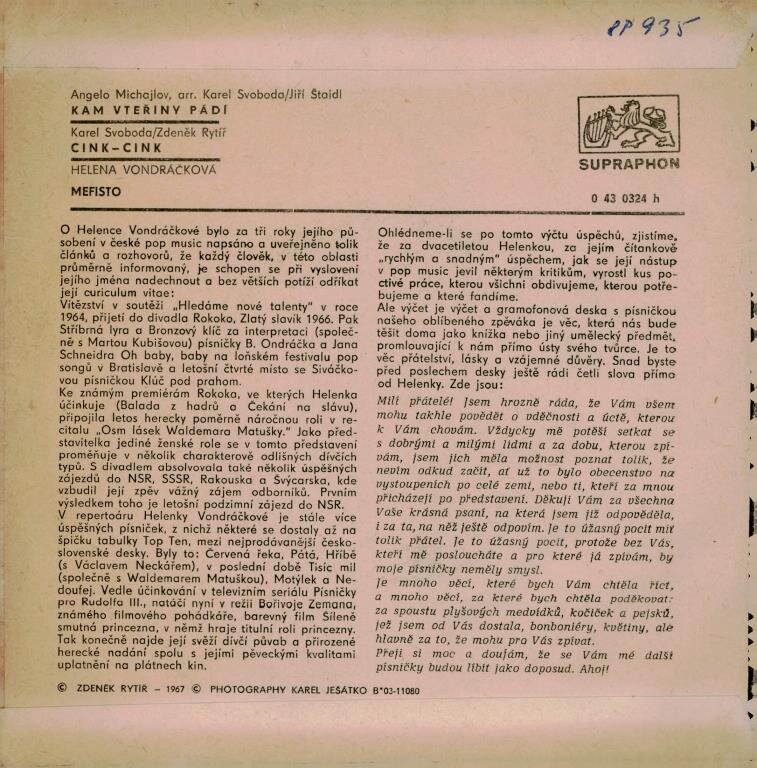 SP 935
Angelo Michajlov, arr. Karel Svoboda/Jiří Štaidl
KAM VTEŘINY PÁDÍ
Karel Svoboda/Zdeněk Rytíř
CINK–CINK
HELENA VONDRÁČKOVÁ
MEFISTO
SUPRAPHON
0 43 0324 h
O Helence Vondráčkové bylo za tři roky jejího pů-
sobení v české pop music napsáno a uveřejněno tolik
článků a rozhovorů, že každý člověk, v této oblasti
průměrně informovaný, je schopen se při vyslovení
jejího jména nadechnout a bez větších potíží odříkat
její curiculum vitae:
Vítězství v soutěži „Hledáme nové talenty" v roce
1964, přijetí do divadla Rokoko, Zlatý slavík 1966. Pak
Stříbrná lyra a Bronzový klíč za interpretaci (společ-
ně s Martou Kubišovou) písničky B. Ondráčka a Jana
Schneidra Oh baby, baby na loňském festivalu pop
songů v Bratislavě a letošní čtvrté místo se Siváčko-
vou písničkou Klúč pod prahom.
Ke známým premiérám Rokoka, ve kterých Helenka
účinkuje (Balada z hadrů a Čekání na slávu),
připojila letos herecky poměrně náročnou roli v re-
citalu „Osm lásek Waldemara Matušky." Jako před-
stavitelka jediné ženské role se v tomto představení
proměňuje v několik charakterově odlišných dívčích
typů. S divadlem absolvovala také několik úspěšných
zájezdů do NSR, SSSR, Rakouska a Švýcarska, kde
vzbudil její zpěv vážný zájem odborníků. Prvním
výsledkem toho je letošní podzimní zájezd do NSR.
V repertoáru Helenky Vondráčkové je stále více
úspěšných písniček, z nichž některé se dostaly až na
špičku tabulky Top Ten, mezi nejprodávanější česko-
slovenské desky. Byly to: Červená řeka, Pátá, Hříbě
(s Václavem Neckářem), v poslední době Tisíc mil
(společně s Waldemarem Matuškou), Motýlek a Ne-
doufej. Vedle účinkování v televizním seriálu Písničky
pro Rudolfa III., natáčí nyní v režii Bořivoje Zemana,
známého filmového pohádkáře, barevný film Šíleně
smutná princezna, v němž hraje titulní roli princezny.
Tak konečně najde její svěží dívčí půvab a přirozené
herecké nadání spolu s jejími pěveckými kvalitami
uplatnění na plátnech kin.
Ohlédneme-li se po tomto výčtu úspěchů, zjistíme,
že za dvacetiletou Helenkou, za jejím čítankově
„rychlým a snadným" úspěchem, jak se její nástup
v pop music jevil některým kritikům, vyrostl kus po-
ctivé práce, kterou všichni obdivujeme, kterou potře-
bujeme a které fandíme.
Ale výčet je výčet a gramofonová deska s písničkou
našeho oblíbeného zpěváka je věc, která nás bude
těšit doma jako knížka nebo jiný umělecký předmět,
promlouvající k nám přímo ústy svého tvůrce. Je to
věc přátelství, lásky a vzájemné důvěry. Snad byste
před poslechem desky ještě rádi četli slova přímo
od Helenky. Zde jsou:
Milí přátelé! Jsem hrozně ráda, že Vám všem
mohu takhle povědět o vděčnosti a úctě, kterou
k Vám chovám. Vždycky mě potěší setkat se
s dobrými a milými lidmi a za dobu, kterou zpí-
vám, jsem jich měla možnost poznat tolik, že
nevím odkud začít, ať už to bylo obecenstvo na
vystoupeních po celé zemi, nebo ti, kteří za mnou
přicházejí po představení. Děkuji Vám za všechna
Vaše krásná psaní, na která jsem již odpověděla,
i za ta, na něž ještě odpovím. Je to úžasný pocit mít
tolik přátel. Je to úžasný pocit, protože bez Vás,
kteří mě posloucháte a pro které já zpívám, by
moje písničky neměly smysl.
Je mnoho věcí, které bych Vám chtěla říct,
a mnoho věcí, za které bych chtěla poděkovat:
za spoustu plyšových medvídků, kočiček a pejsků,
jež jsem od Vás dostala, bonboniéry, květiny, ale
hlavně za to, že mohu pro Vás zpívat.
Přeji si moc a doufám, že se Vám mé další
písničky budou líbit jako doposud. Ahoj!
© ZDENĚK RYTÍŘ – 1967 © PHOTOGRAPHY KAREL JEŠÁTKO B*03-11080